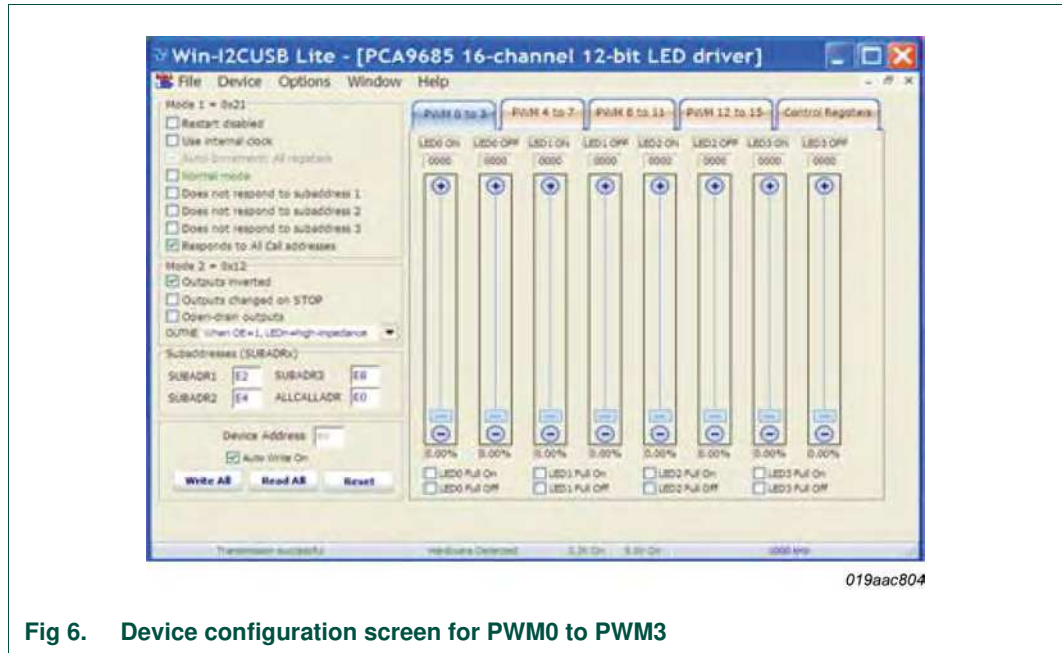 Win-I2CUSB Lite - [PCA9685 16-channel 12-bit LED driver]
File Device Options Window Help
Mode 1 = 0x21
Restart disabled
Use internal clock
Auto-Increment: All registers
Normal mode
Does not respond to subaddress 1
Does not respond to subaddress 2
Does not respond to subaddress 3
Responds to All Call addresses
Mode 2 = 0x12
Outputs inverted
Outputs changed on STOP
Open-drain outputs
OUTNE When OE=1, LEDn=high-impedance
Subaddresses (SUBADRx)
SUBADR1 E2 SUBADR3 E8
SUBADR2 E4 ALLCALLADR E0
Device Address
Auto Write On
Write All Read All Reset
PWM 0 to 3 PWM 4 to 7 PWM 8 to 11 PWM 12 to 15 Control Registers
LED0 ON LED0 OFF LED1 ON LED1 OFF LED2 ON LED2 OFF LED3 ON LED3 OFF
0000 0000 0000 0000 0000 0000 0000 0000
0.00% 0.00% 0.00% 0.00% 0.00% 0.00% 0.00% 0.00%
LED0 Full On LED1 Full On LED2 Full On LED3 Full On
LED0 Full Off LED1 Full Off LED2 Full Off LED3 Full Off
Transmission successful Hardware Detected 3.3V On 5.0V On 1000 kHz
019aac804
Fig 6. Device configuration screen for PWM0 to PWM3